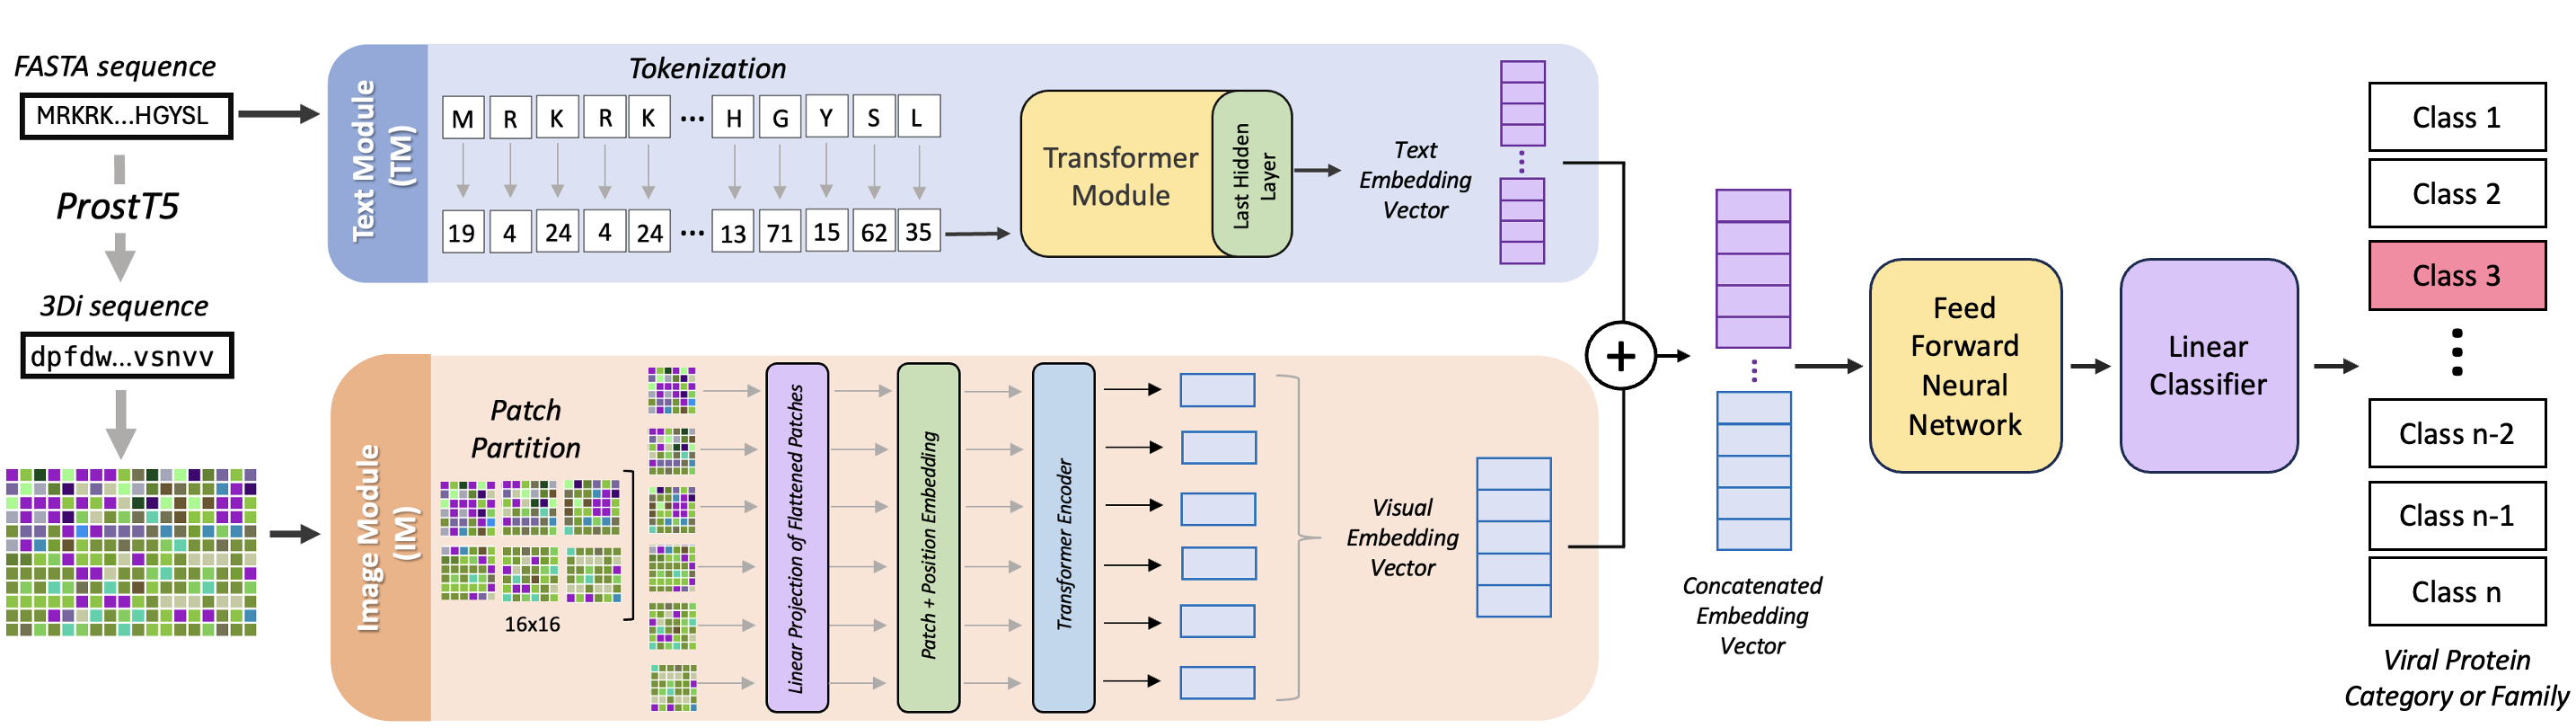 FASTA sequence
MRKRK...HGYSL
ProstT5
3Di sequence
dpfdw...vsnvv
Text Module
(TM)
Tokenization
M R K R K ... H G Y S L
19 4 24 4 24 ... 13 71 15 62 35
Transformer
Module
Last Hidden
Layer
Text
Embedding
Vector
Image Module
(IM)
Patch
Partition
16x16
Linear Projection of Flattened Patches
Patch + Position Embedding
Transformer Encoder
Visual
Embedding
Vector
+
Concatenated
Embedding
Vector
Feed
Forward
Neural
Network
Linear
Classifier
Class 1
Class 2
Class 3
Class n-2
Class n-1
Class n
Viral Protein
Category or Family